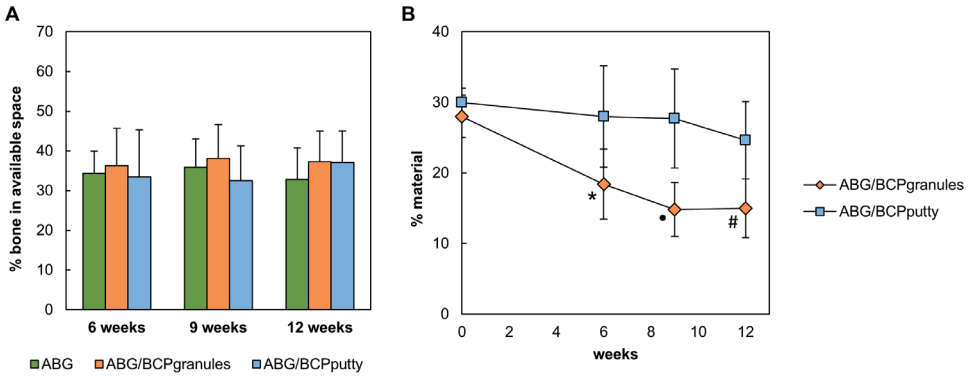 A
% bone in available space
70
60
50
40
30
20
10
0
6 weeks 9 weeks 12 weeks
ABG ABG/BCPgranules ABG/BCPputty
B
% material
40
30
20
10
0
* • #
0 2 4 6 8 10 12
weeks
ABG/BCPgranules
ABG/BCPputty